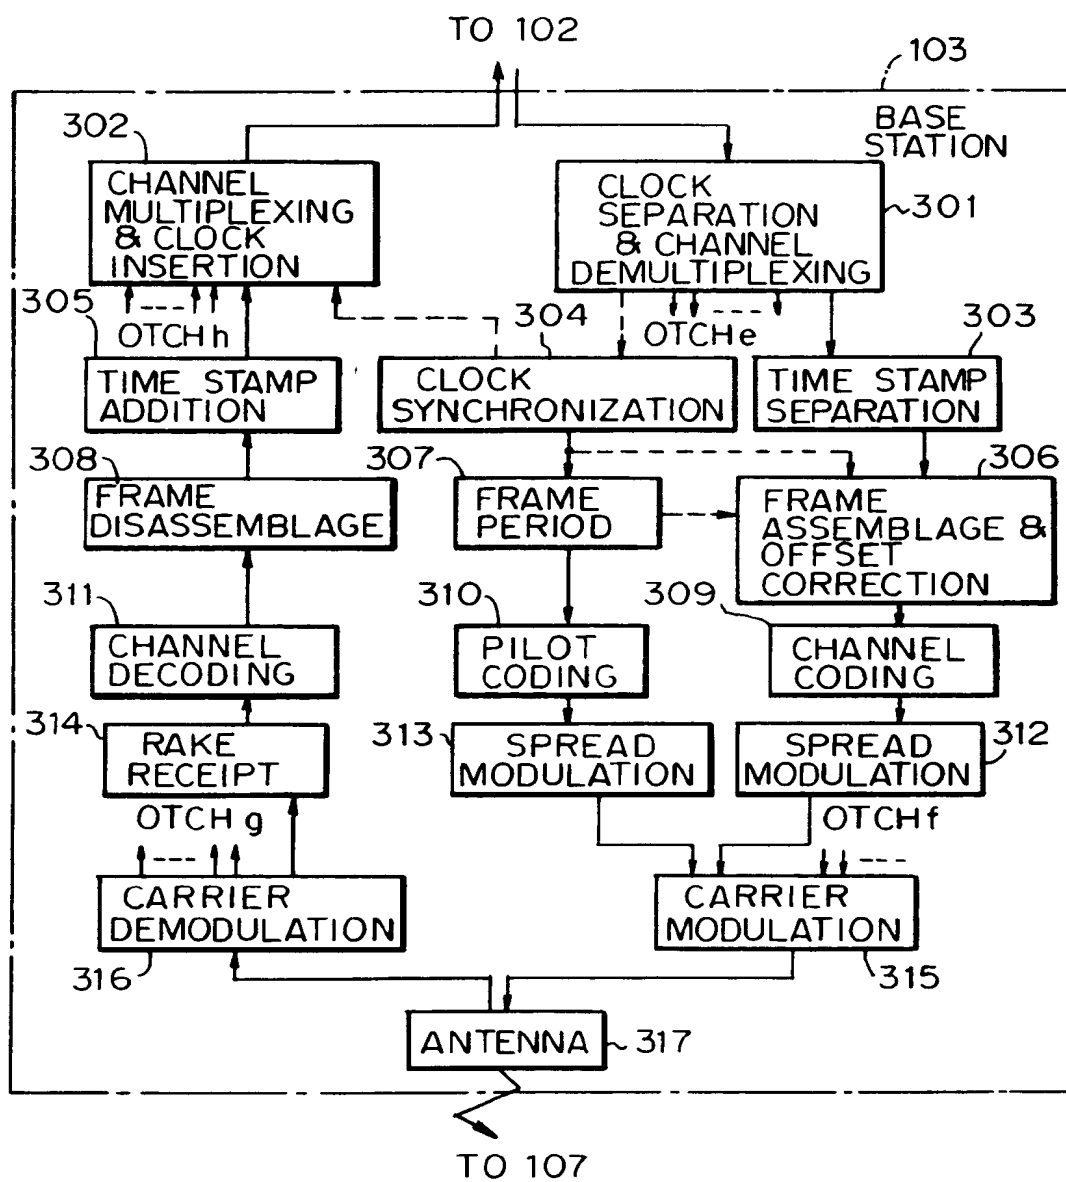 TO 102
103
BASE
STATION
302
CHANNEL
MULTIPLEXING
& CLOCK
INSERTION
CLOCK
SEPARATION
& CHANNEL
DEMULTIPLEXING
301
305
OTCH h
304
OTCH e
303
TIME STAMP
ADDITION
CLOCK
SYNCHRONIZATION
TIME STAMP
SEPARATION
308
307
306
FRAME
DISASSEMBLAGE
FRAME
PERIOD
FRAME
ASSEMBLAGE &
OFFSET
CORRECTION
311
310
309
CHANNEL
DECODING
PILOT
CODING
CHANNEL
CODING
314
RAKE
RECEIPT
313
SPREAD
MODULATION
SPREAD
MODULATION
312
OTCH g
OTCH f
CARRIER
DEMODULATION
CARRIER
MODULATION
316
315
ANTENNA
317
TO 107